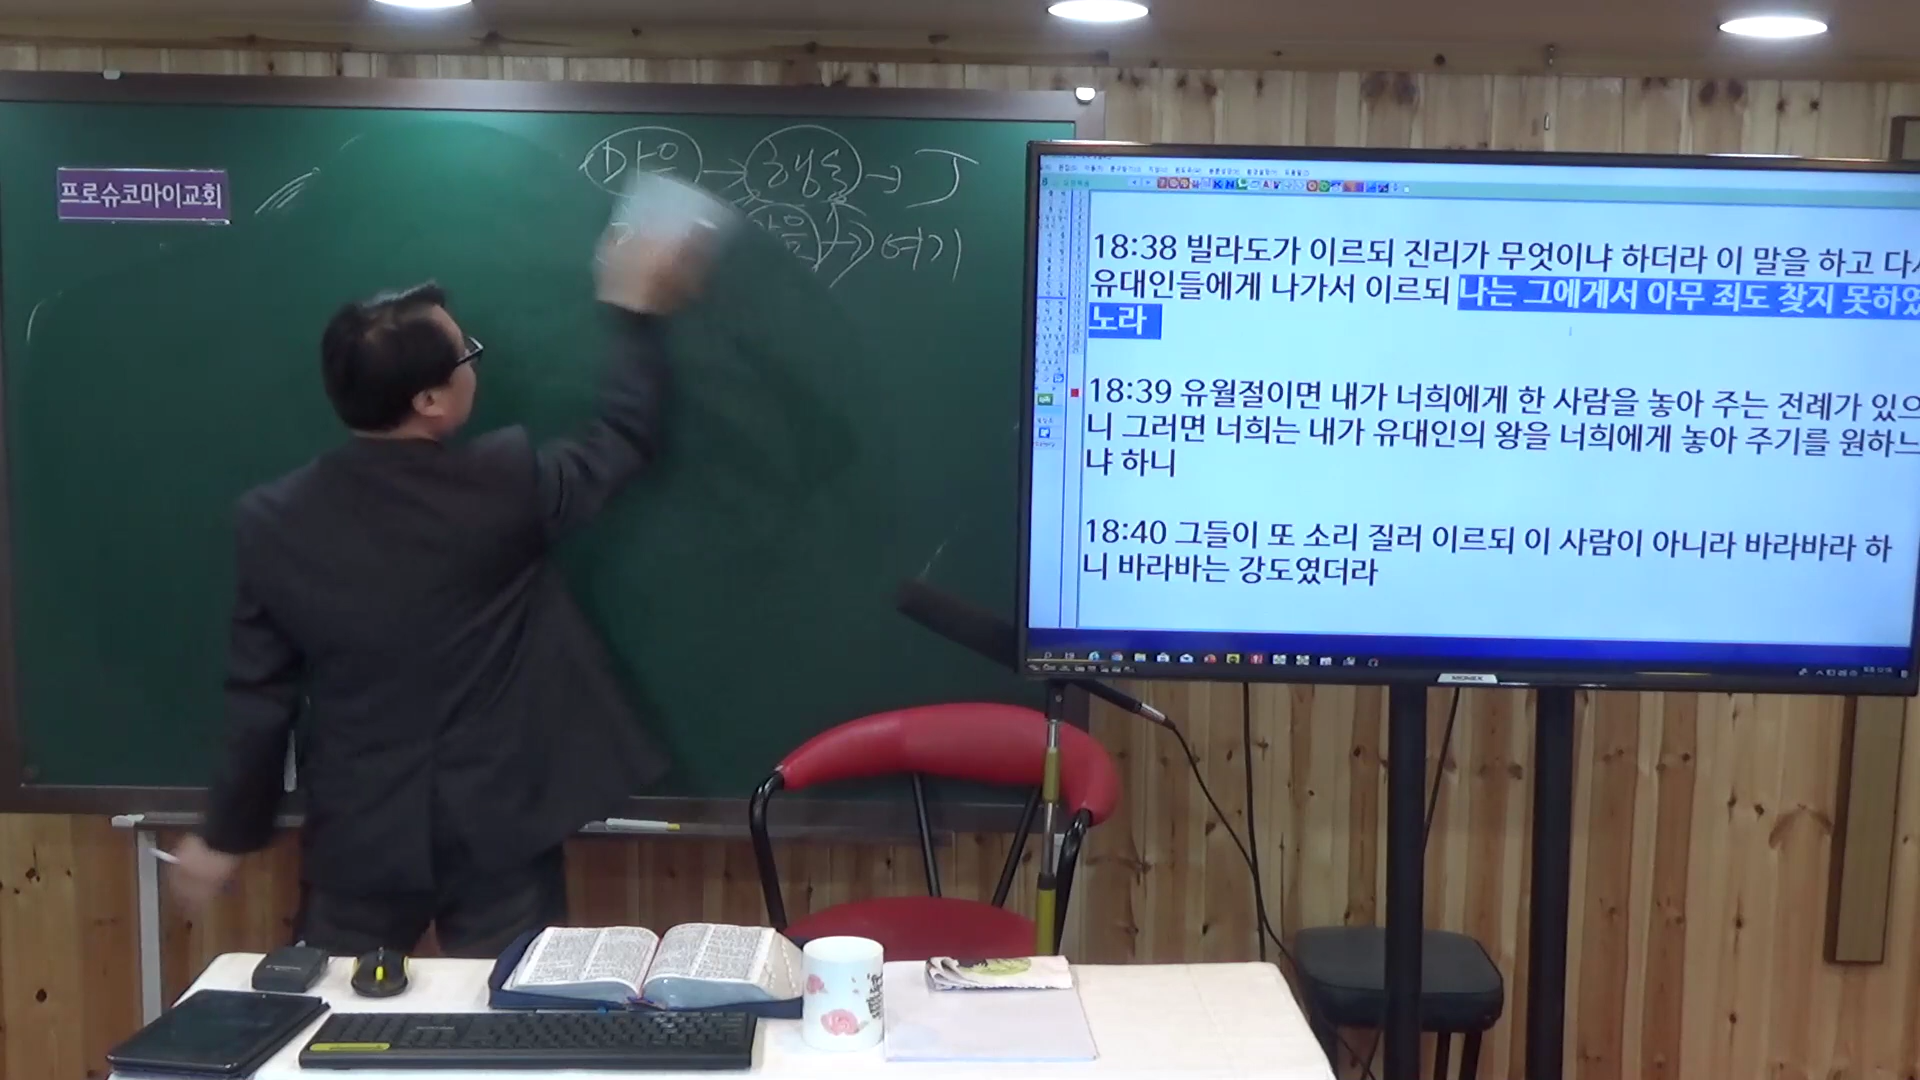 프로슈코마이교회
마음 → 행동 → J
마음 → 여기
18:38 빌라도가 이르되 진리가 무엇이냐 하더라 이 말을 하고 다시
유대인들에게 나가서 이르되 나는 그에게서 아무 죄도 찾지 못하였
노라
18:39 유월절이면 내가 너희에게 한 사람을 놓아 주는 전례가 있으
니 그러면 너희는 내가 유대인의 왕을 너희에게 놓아 주기를 원하느
냐 하니
18:40 그들이 또 소리 질러 이르되 이 사람이 아니라 바라바라 하
니 바라바는 강도였더라